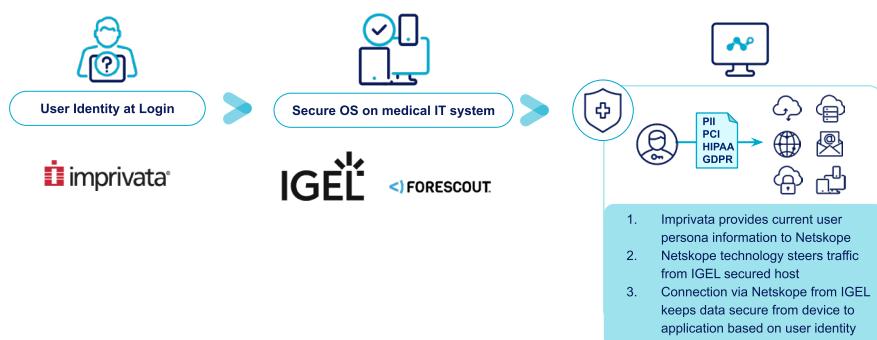 User Identity at Login
Secure OS on medical IT system
imprivata®
IGEL
<) FORESCOUT.
PII
PCI
HIPAA
GDPR
@
1. Imprivata provides current user
persona information to Netskope
2. Netskope technology steers traffic
from IGEL secured host
3. Connection via Netskope from IGEL
keeps data secure from device to
application based on user identity